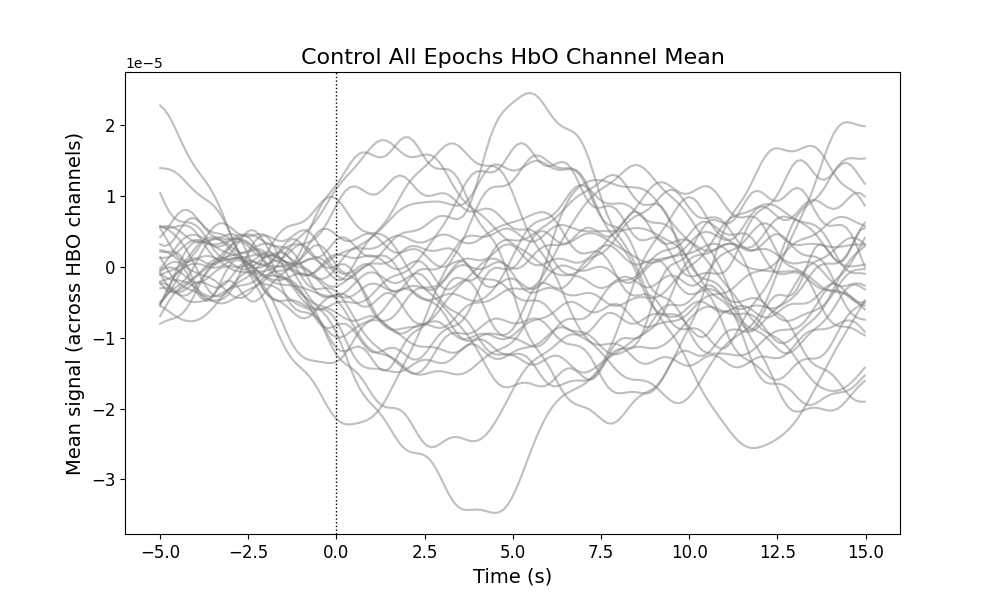 Control All Epochs HbO Channel Mean
1e−5
2
1
0
−1
−2
−3
Mean signal (across HBO channels)
−5.0 −2.5 0.0 2.5 5.0 7.5 10.0 12.5 15.0
Time (s)